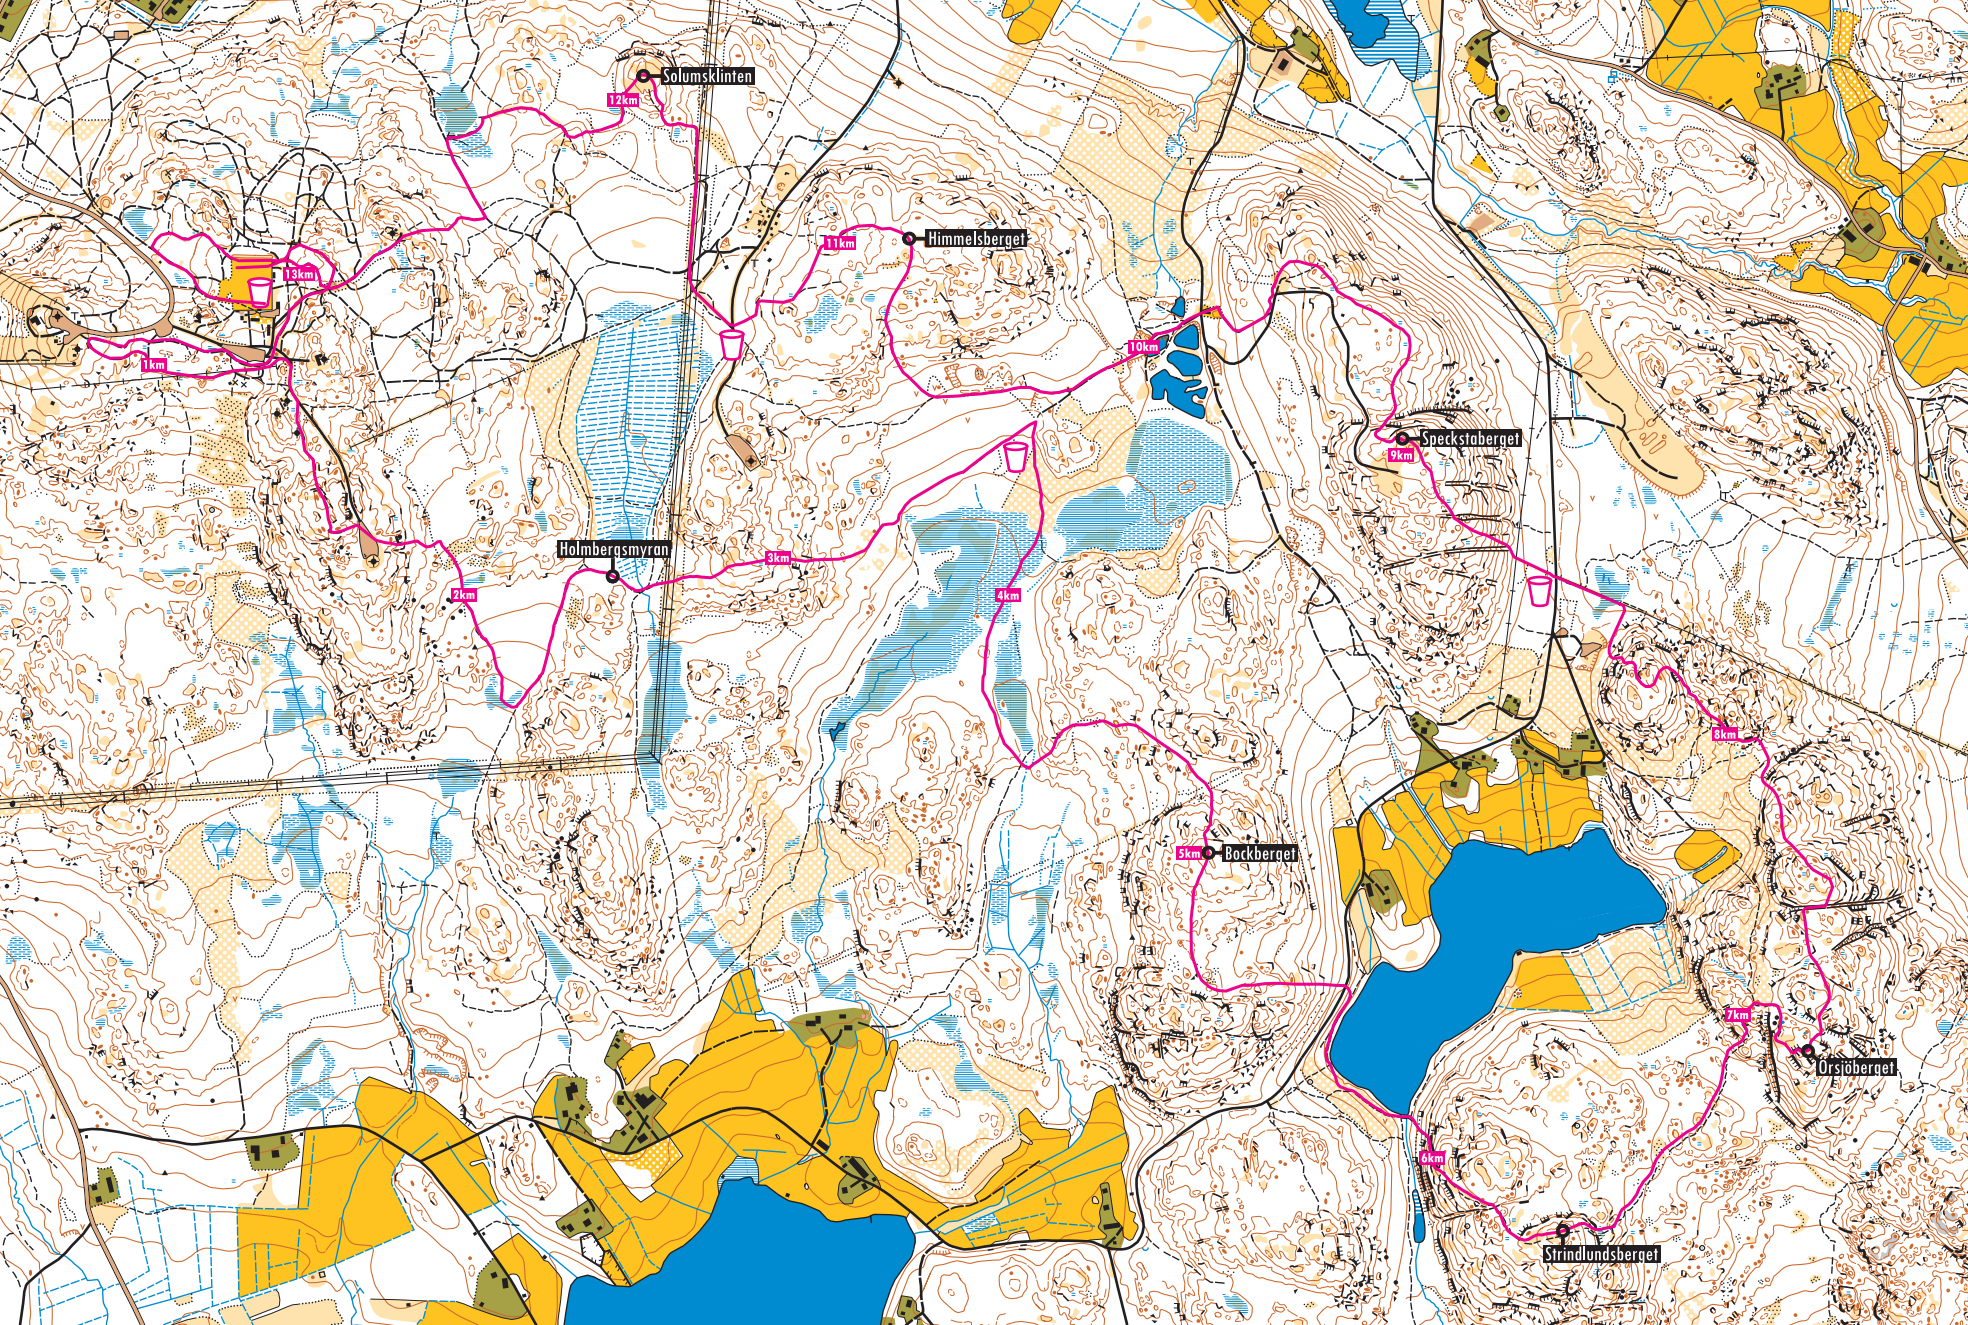 Solumsklinten
12km
Himmelsberget
11km
13km
10km
1km
Speckstaberget
9km
Holmbergsmyran
3km
2km
4km
8km
5km
Bockberget
7km
Örsjöberget
6km
Strindlundsberget